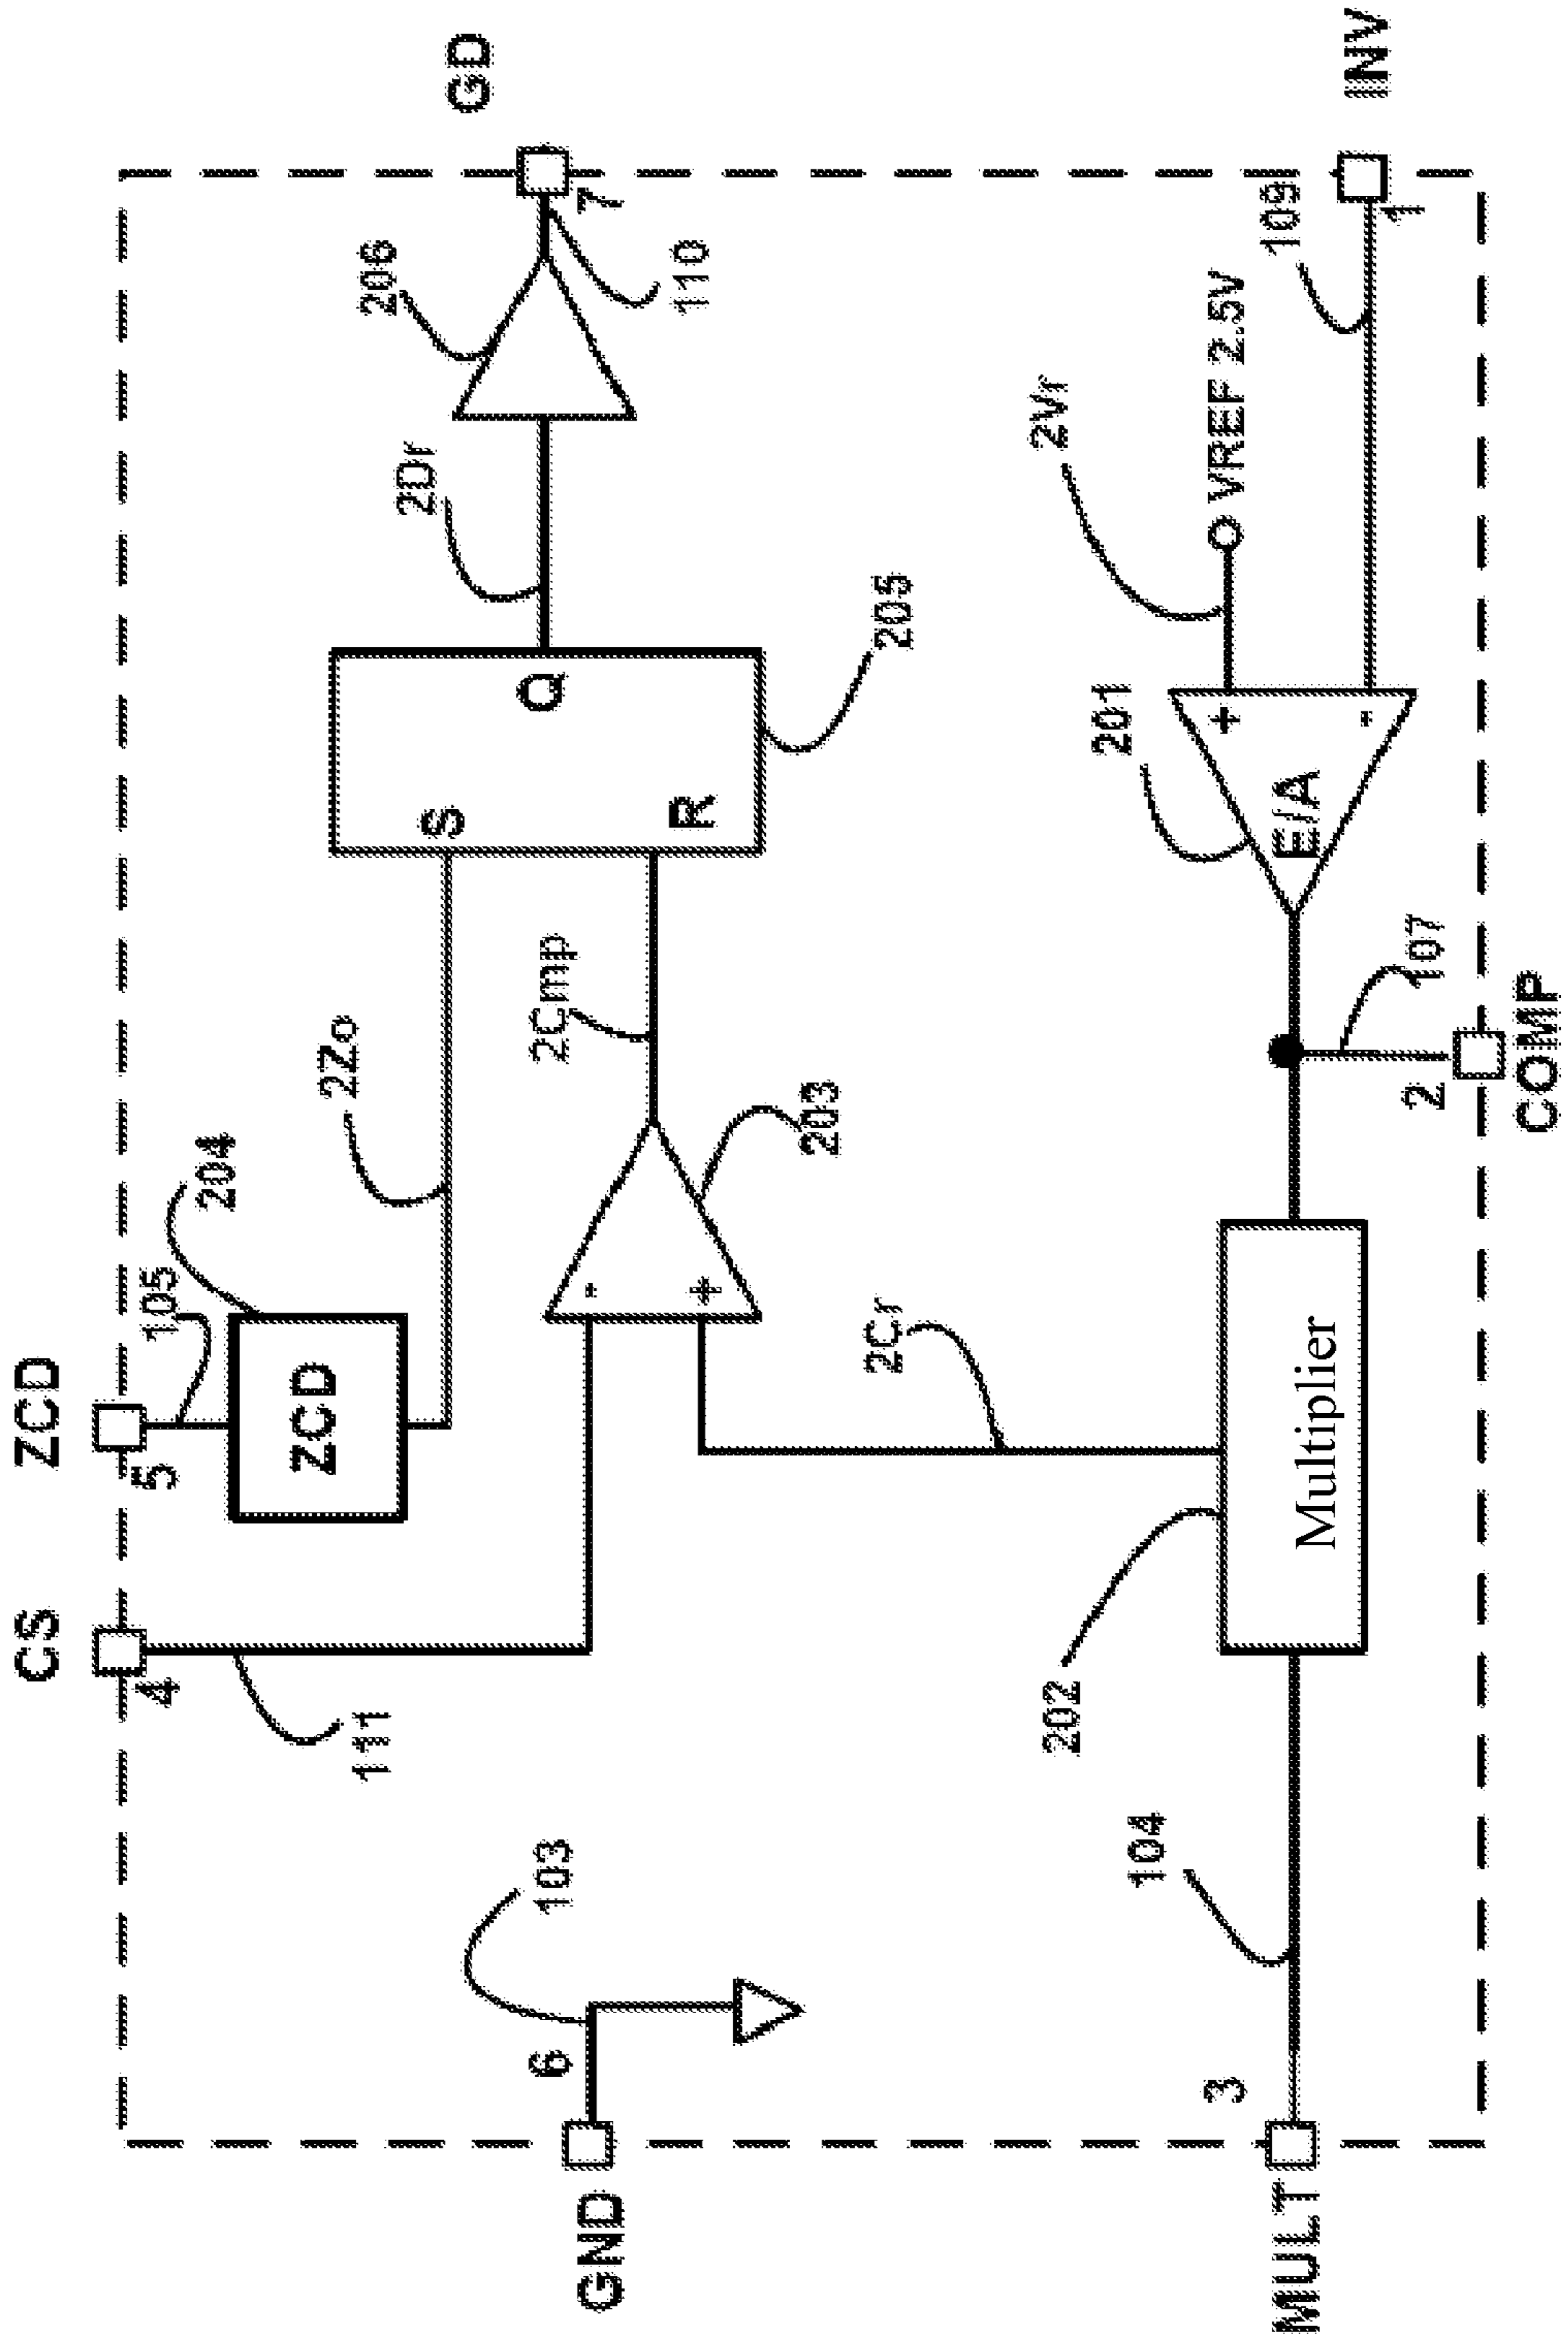 CS
ZCD
4
5
105
204
111
ZCD
2Zo
206
GD
2Dr
7
110
S
Q
R
205
GND
6
103
-
+
2Cmp
203
2Cr
2Vr
VREF 2.5V
109
INV
1
201
+
-
E/A
202
104
MULT
3
Multiplier
107
2
COMP